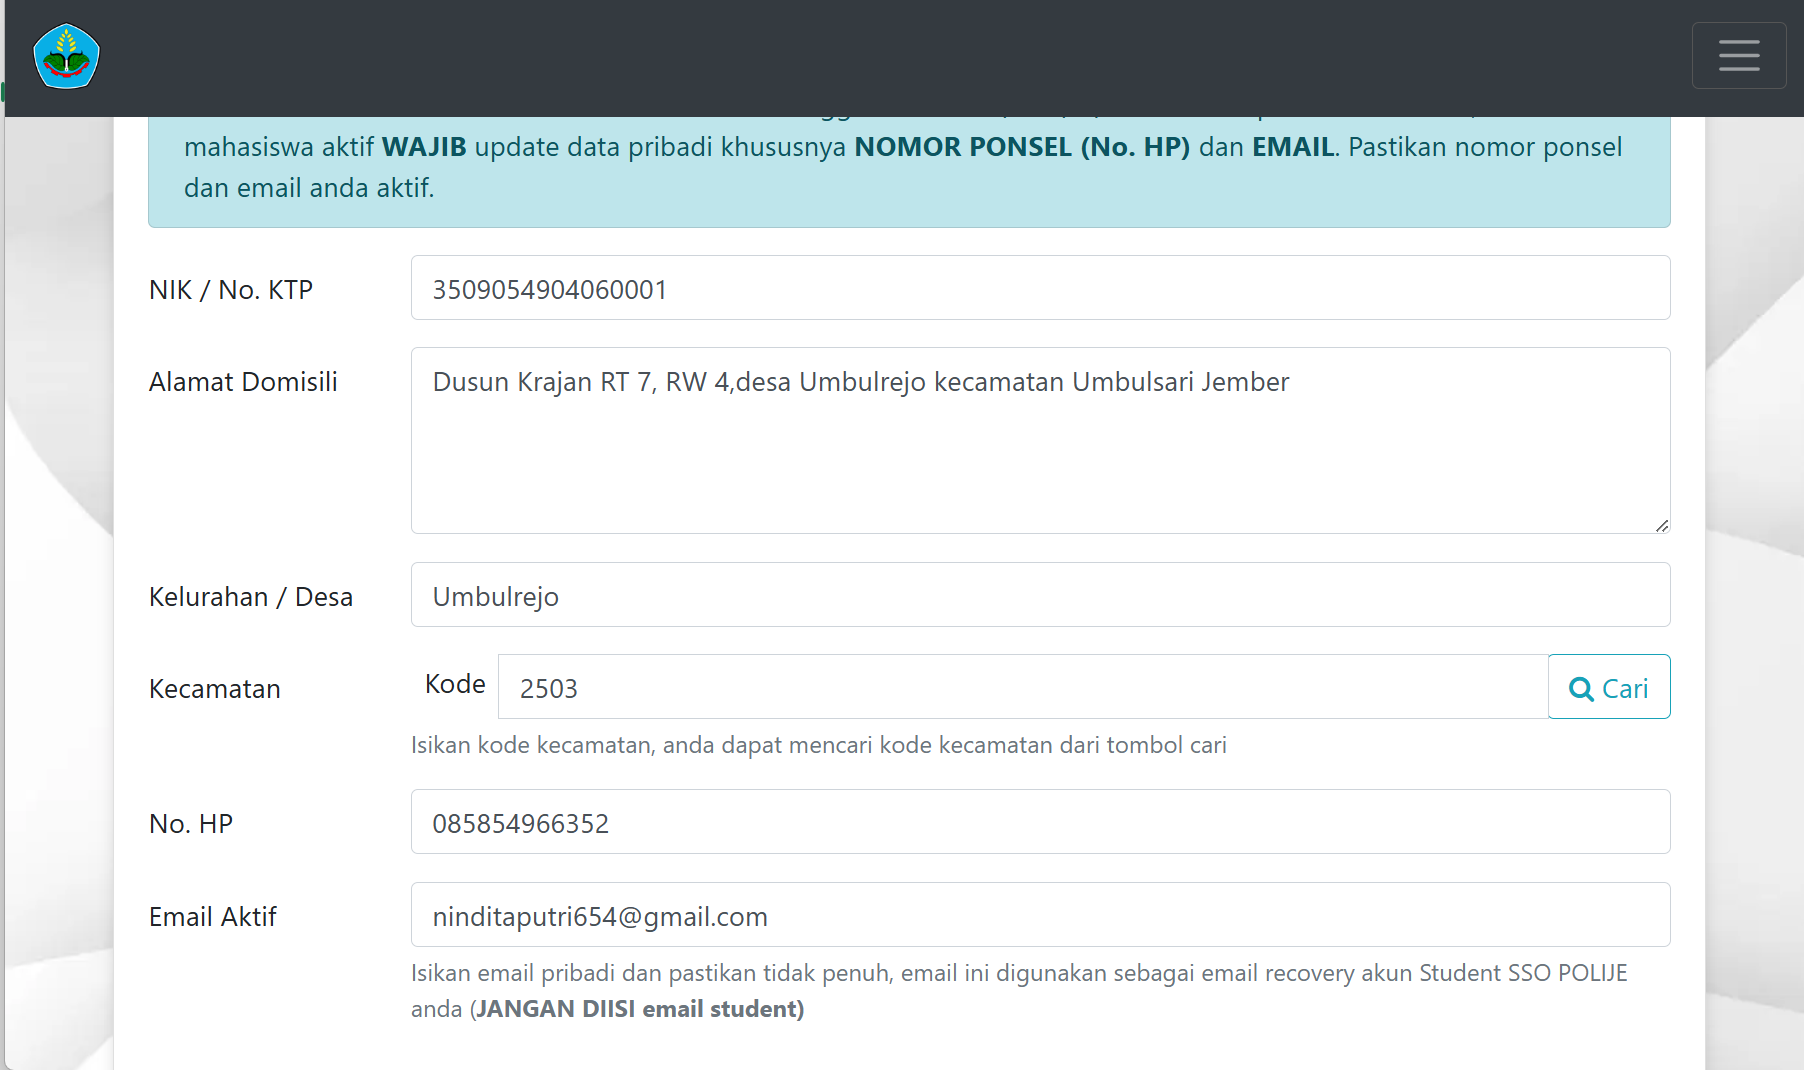 mahasiswa aktif WAJIB update data pribadi khususnya NOMOR PONSEL (No. HP) dan EMAIL. Pastikan nomor ponsel
dan email anda aktif.
NIK / No. KTP
3509054904060001
Alamat Domisili
Dusun Krajan RT 7, RW 4,desa Umbulrejo kecamatan Umbulsari Jember
Kelurahan / Desa
Umbulrejo
Kecamatan
Kode
2503
Cari
Isikan kode kecamatan, anda dapat mencari kode kecamatan dari tombol cari
No. HP
085854966352
Email Aktif
ninditaputri654@gmail.com
Isikan email pribadi dan pastikan tidak penuh, email ini digunakan sebagai email recovery akun Student SSO POLIJE
anda (JANGAN DIISI email student)